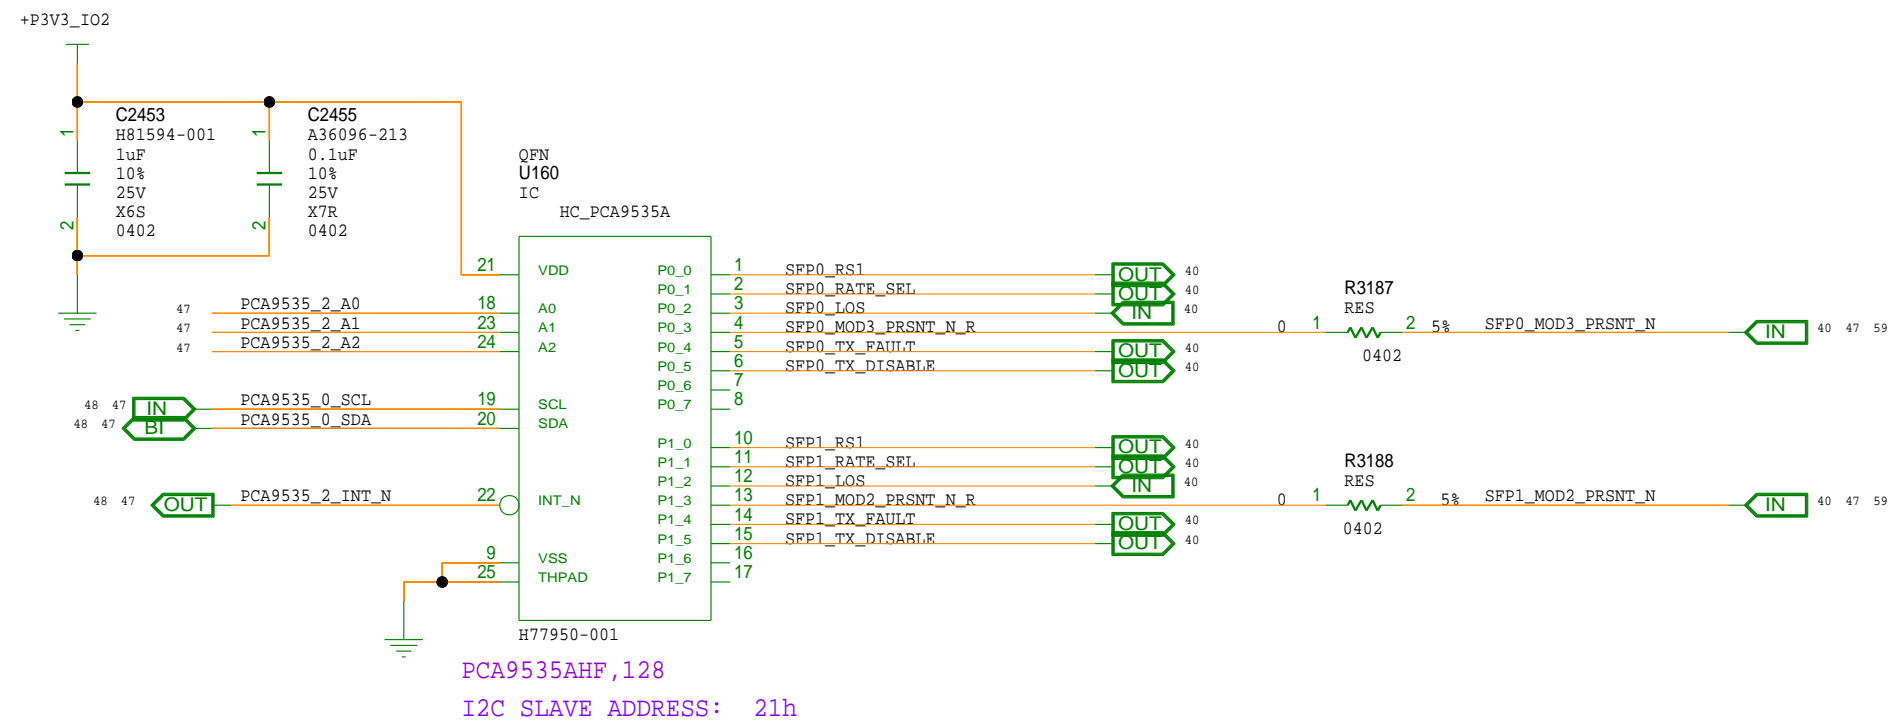 +P3V3_IO2
C2453
H81594-001
1uF
10%
25V
X6S
0402
1
2
C2455
A36096-213
0.1uF
10%
25V
X7R
0402
1
2
QFN
U160
IC
HC_PCA9535A
21 VDD
47 PCA9535_2_A0 18 A0
47 PCA9535_2_A1 23 A1
47 PCA9535_2_A2 24 A2
48 47 IN PCA9535_0_SCL 19 SCL
48 47 BI PCA9535_0_SDA 20 SDA
48 47 OUT PCA9535_2_INT_N 22 INT_N
9 VSS
25 THPAD
P0_0 1 SFP0_RS1 OUT 40
P0_1 2 SFP0_RATE_SEL OUT 40
P0_2 3 SFP0_LOS IN 40
P0_3 4 SFP0_MOD3_PRSNT_N_R 0 1 2 5% SFP0_MOD3_PRSNT_N IN 40 47 59
R3187
RES
0402
P0_4 5 SFP0_TX_FAULT OUT 40
P0_5 6 SFP0_TX_DISABLE OUT 40
P0_6 7
P0_7 8
P1_0 10 SFP1_RS1 OUT 40
P1_1 11 SFP1_RATE_SEL OUT 40
P1_2 12 SFP1_LOS IN 40
P1_3 13 SFP1_MOD2_PRSNT_N_R 0 1 2 5% SFP1_MOD2_PRSNT_N IN 40 47 59
R3188
RES
0402
P1_4 14 SFP1_TX_FAULT OUT 40
P1_5 15 SFP1_TX_DISABLE OUT 40
P1_6 16
P1_7 17
H77950-001
PCA9535AHF,128
I2C SLAVE ADDRESS: 21h